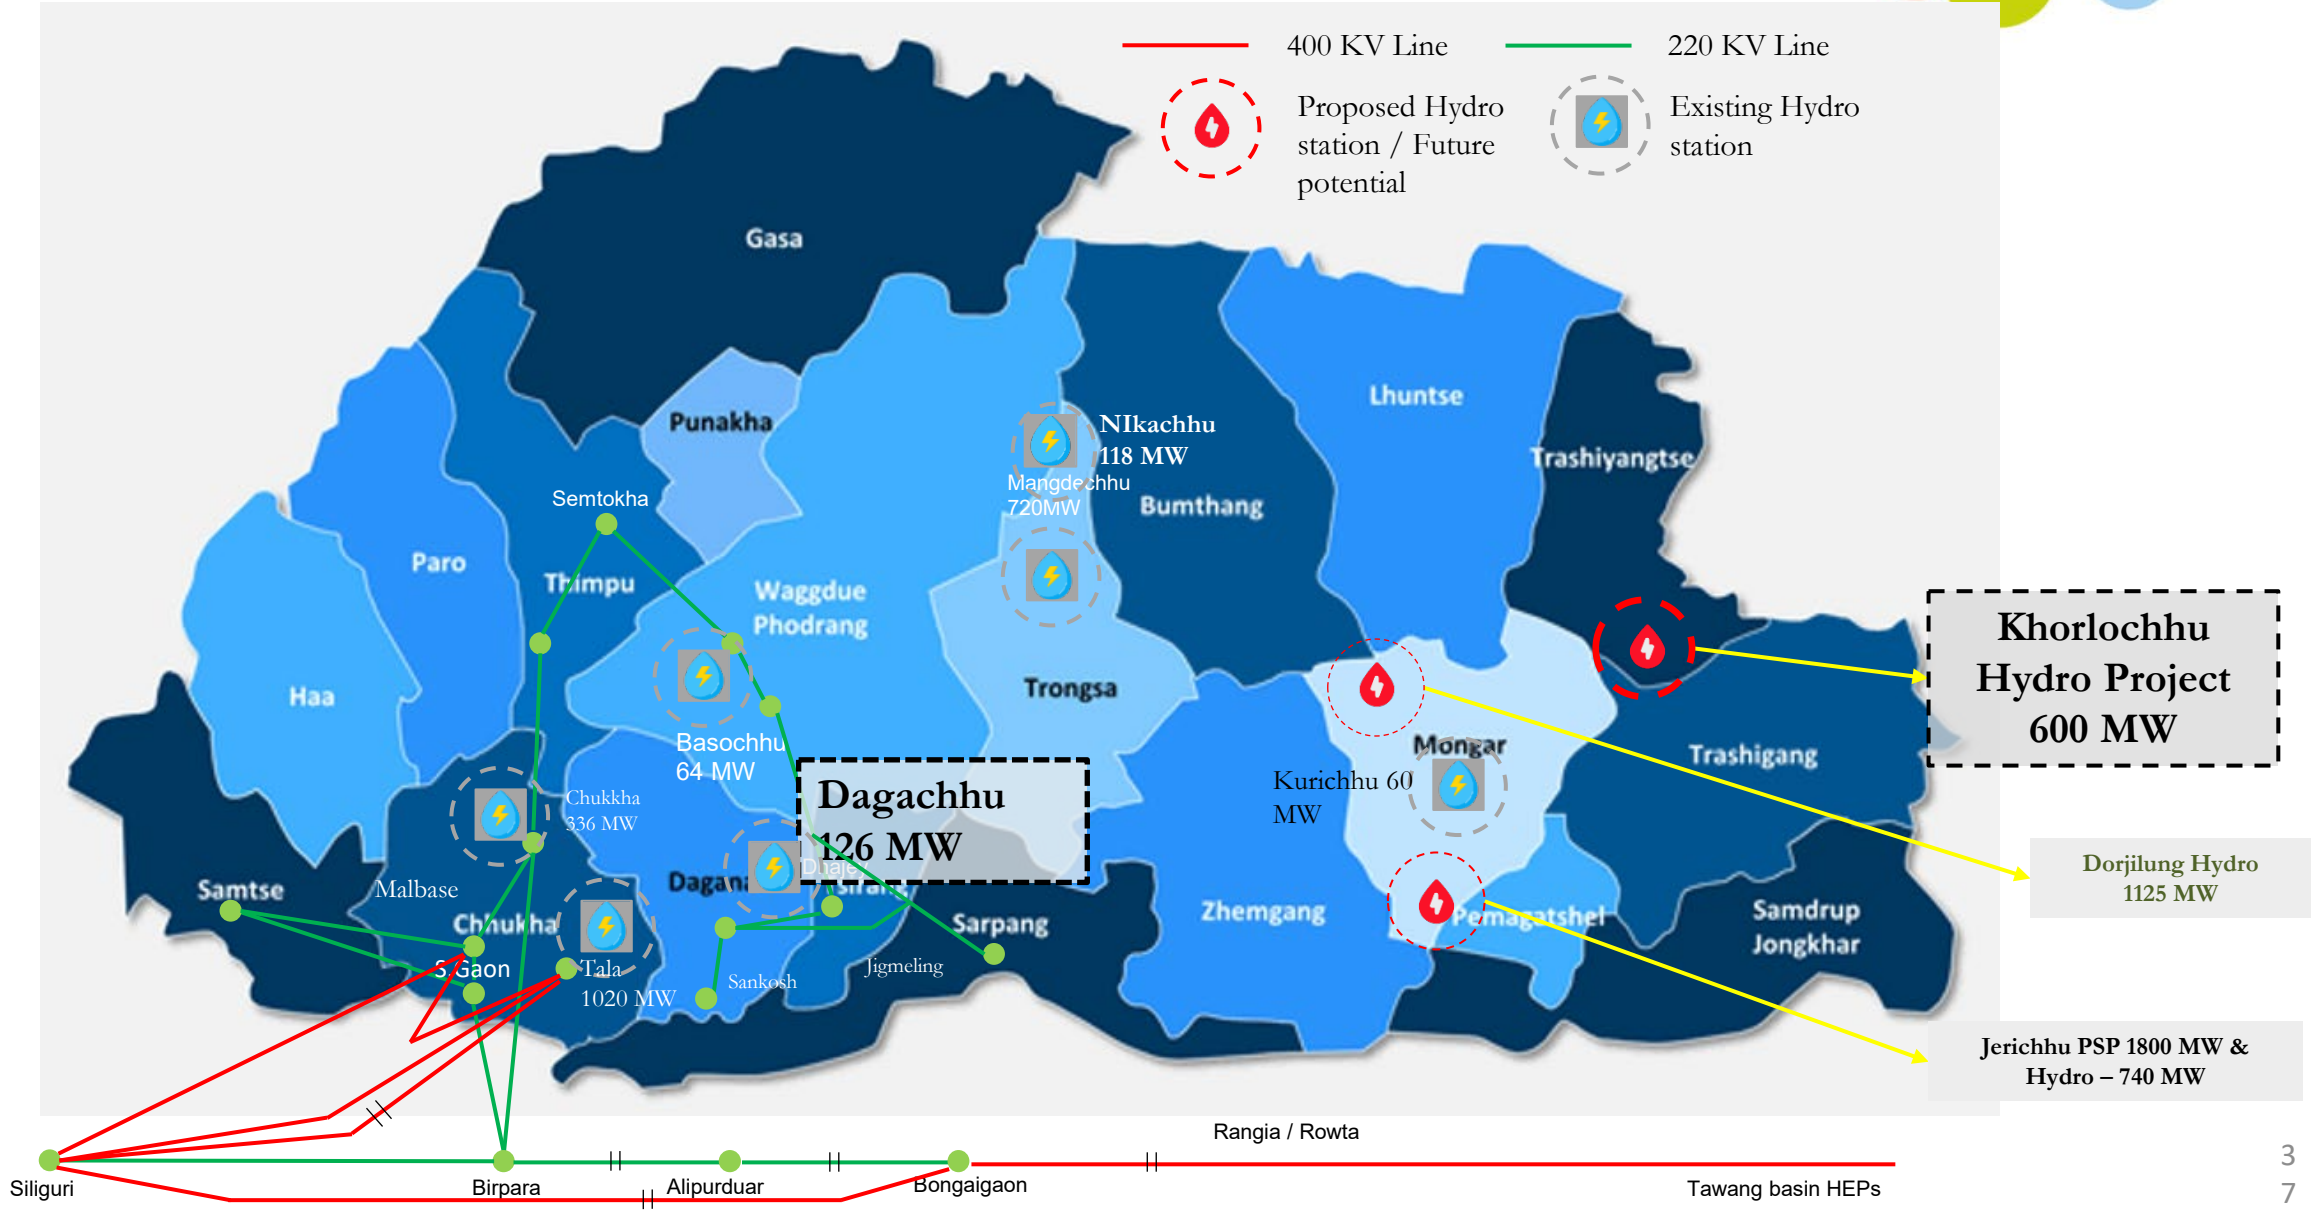 400 KV Line
220 KV Line
Proposed Hydro
station / Future
potential
Existing Hydro
station
Gasa
Punakha
NIkachhu
118 MW
Mangdechhu
720MW
Lhuntse
Trashiyangtse
Bumthang
Semtokha
Paro
Thimpu
Waggdue
Phodrang
Haa
Trongsa
Khorlochhu
Hydro Project
600 MW
Basochhu
64 MW
Mongar
Trashigang
Kurichhu 60
MW
Chukkha
336 MW
Dagachhu
126 MW
Dorjilung Hydro
1125 MW
Samtse
Malbase
Dagana
Chhukha
Sarpang
Zhemgang
Pemagatshel
Samdrup
Jongkhar
S.Gaon
Tala
1020 MW
Sankosh
Jigmeling
Jerichhu PSP 1800 MW &
Hydro – 740 MW
Rangia / Rowta
Siliguri
Birpara
Alipurduar
Bongaigaon
Tawang basin HEPs
3
7